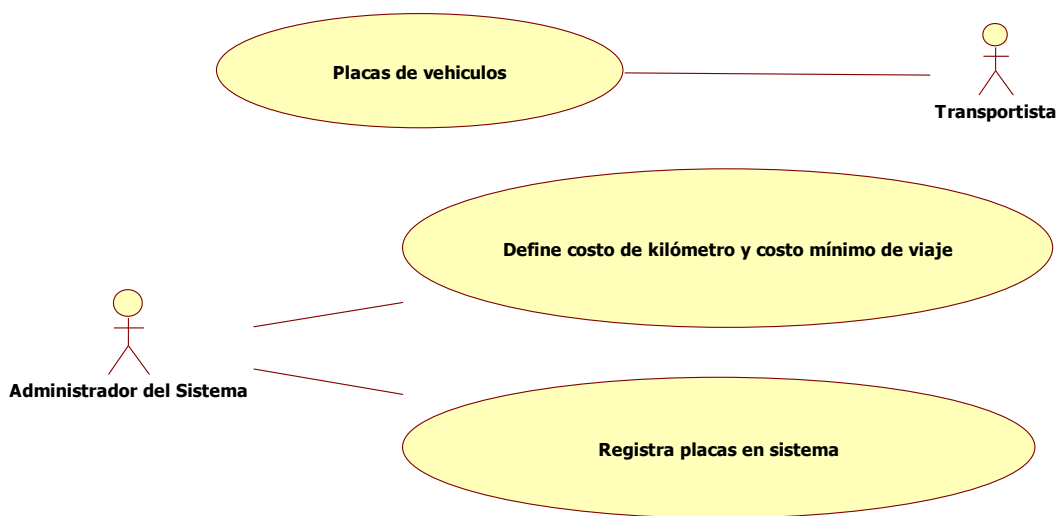 Placas de vehiculos
Transportista
Define costo de kilómetro y costo mínimo de viaje
Administrador del Sistema
Registra placas en sistema